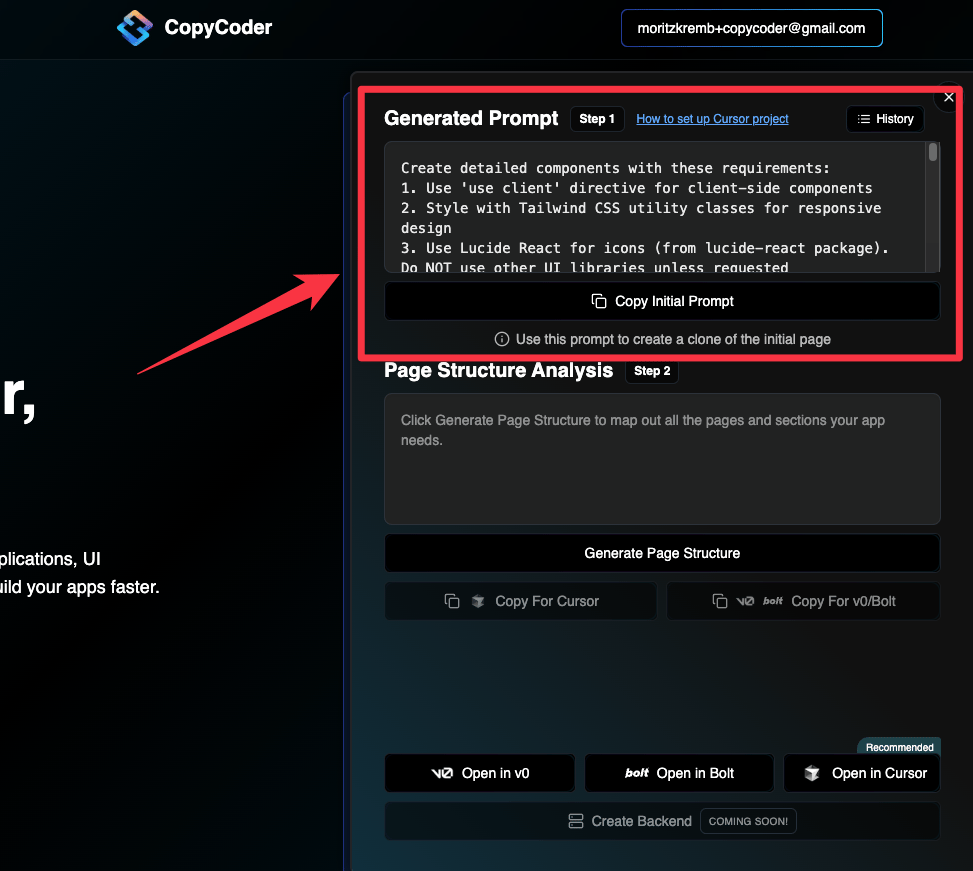 CopyCoder
moritzkremb+copycoder@gmail.com
Generated Prompt Step 1 How to set up Cursor project History
Create detailed components with these requirements:
1. Use 'use client' directive for client-side components
2. Style with Tailwind CSS utility classes for responsive
design
3. Use Lucide React for icons (from lucide-react package).
Do NOT use other UI libraries unless requested
Copy Initial Prompt
Use this prompt to create a clone of the initial page
Page Structure Analysis Step 2
r,
Click Generate Page Structure to map out all the pages and sections your app
needs.
plications, UI
uild your apps faster.
Generate Page Structure
Copy For Cursor
v0 bolt Copy For v0/Bolt
Recommended
v0 Open in v0
bolt Open in Bolt
Open in Cursor
Create Backend COMING SOON!